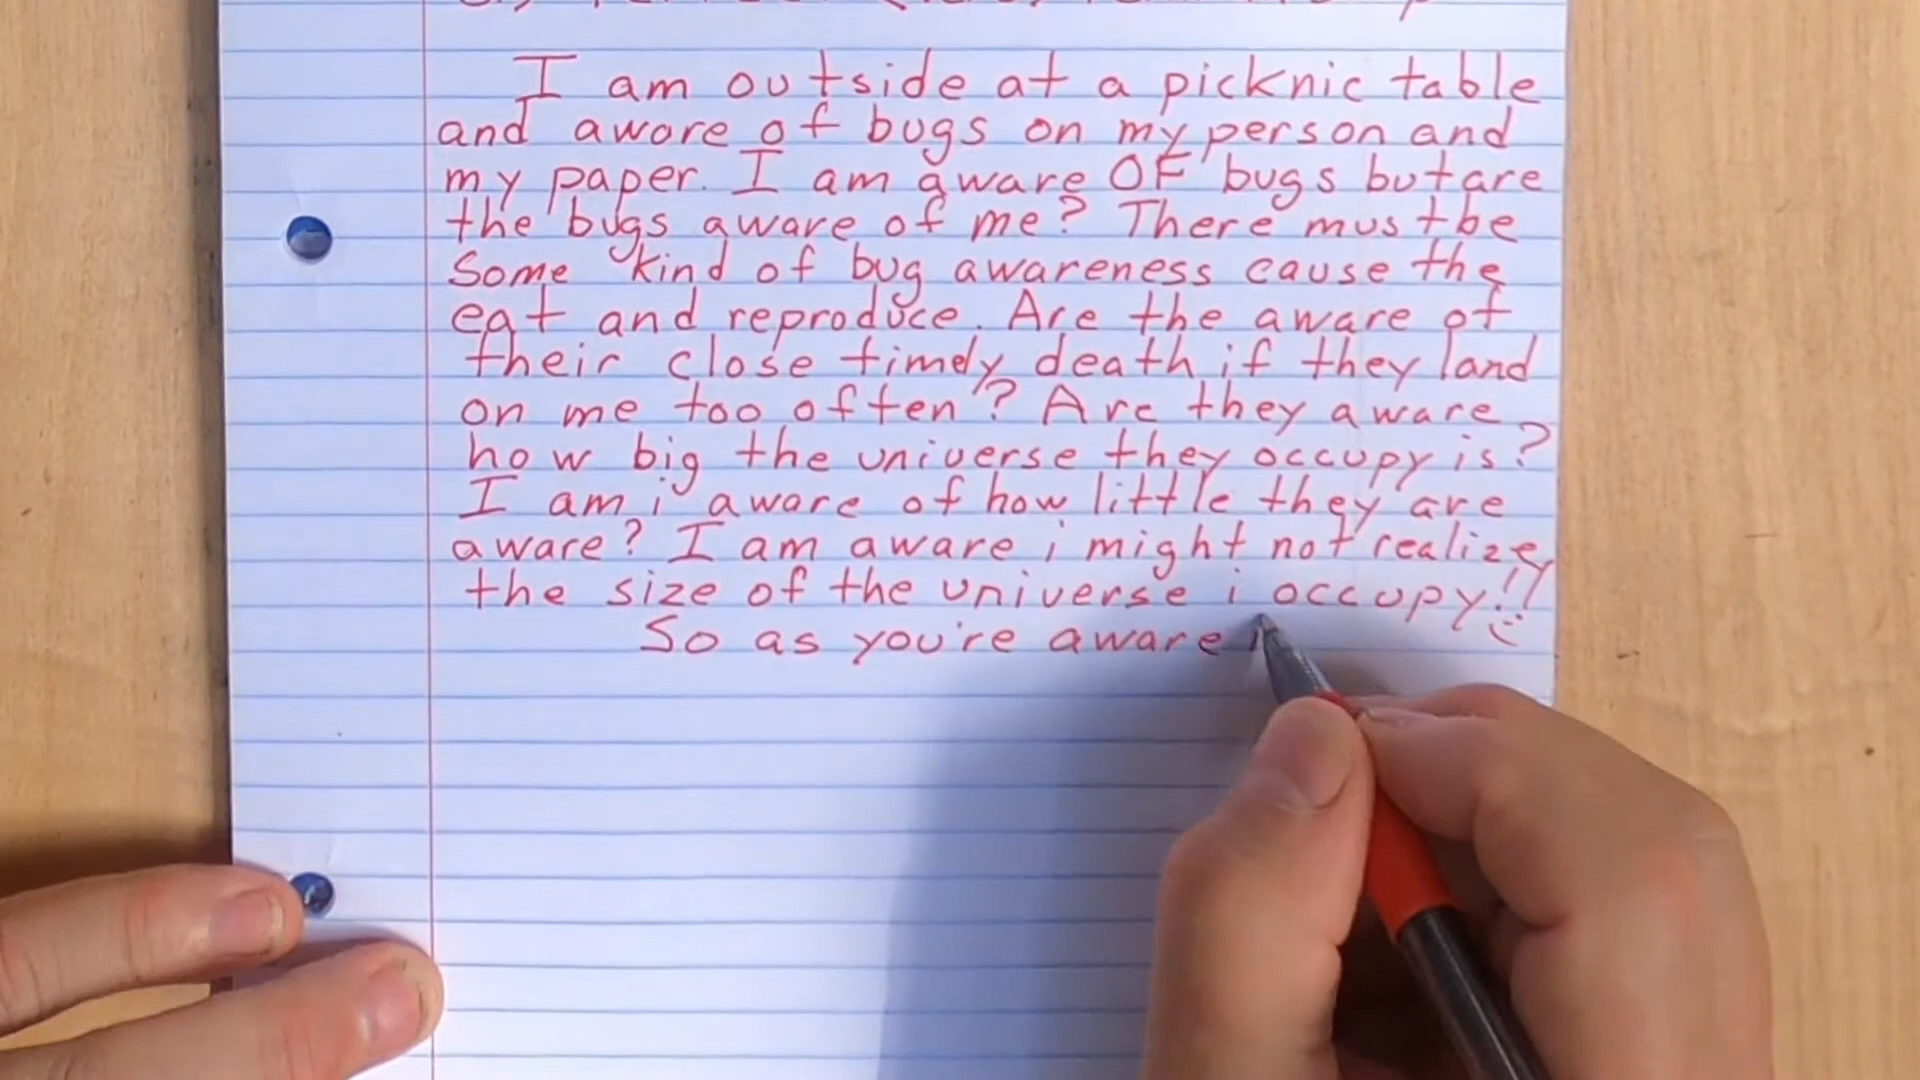 I am outside at a picknic table
and aware of bugs on my person and
my paper. I am aware OF bugs but are
the bugs aware of me? There must be
Some kind of bug awareness cause the
eat and reproduce. Are the aware of
their close timely death if they land
on me too often? Are they aware
how big the universe they occupy is?
I am i aware of how little they are
aware? I am aware i might not realize
the size of the universe i occupy!!
So as you're aware